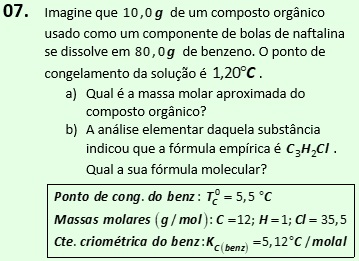 07. Imagine que 10,0 g de um composto orgânico
usado como um componente de bolas de naftalina
se dissolve em 80,0 g de benzeno. O ponto de
congelamento da solução é 1,20°C.
a) Qual é a massa molar aproximada do
composto orgânico?
b) A análise elementar daquela substância
indicou que a fórmula empírica é C₃H₂Cl.
Qual a sua fórmula molecular?
Ponto de cong. do benz: T_c^0 = 5,5 °C
Massas molares (g/mol): C =12; H = 1; Cl = 35,5
Cte. criométrica do benz: K_c(benz) =5,12°C/molal